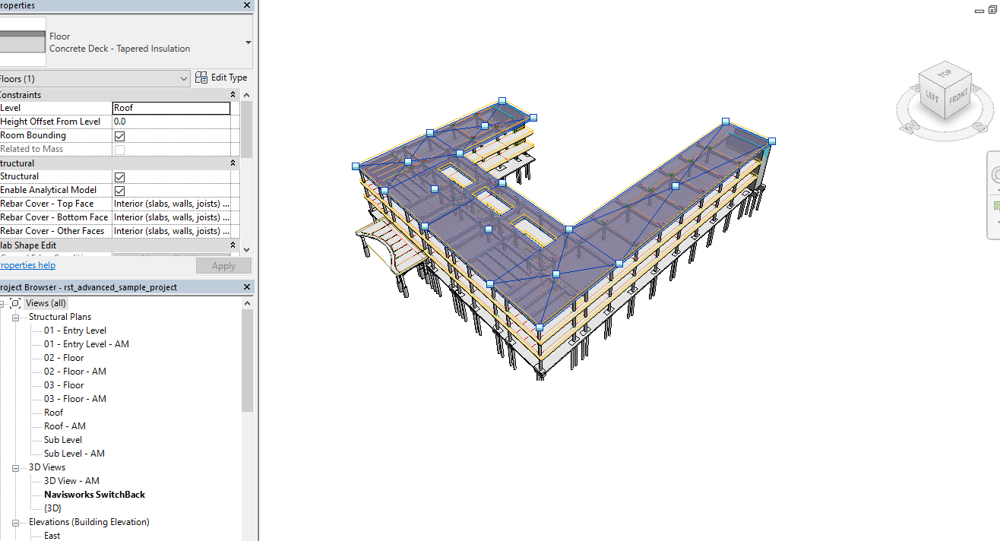 roperties
Floor
Concrete Deck - Tapered Insulation
Floors (1)
Edit Type
Constraints
Level Roof
Height Offset From Level 0.0
Room Bounding
Related to Mass
tructural
Structural
Enable Analytical Model
Rebar Cover - Top Face Interior (slabs, walls, joists) ...
Rebar Cover - Bottom Face Interior (slabs, walls, joists) ...
Rebar Cover - Other Faces Interior (slabs, walls, joists) ...
lab Shape Edit
roperties help
Apply
roject Browser - rst_advanced_sample_project
Views (all)
Structural Plans
01 - Entry Level
01 - Entry Level - AM
02 - Floor
02 - Floor - AM
03 - Floor
03 - Floor - AM
Roof
Roof - AM
Sub Level
Sub Level - AM
3D Views
3D View - AM
Navisworks SwitchBack
{3D}
Elevations (Building Elevation)
East
TOP
LEFT FRONT
W S